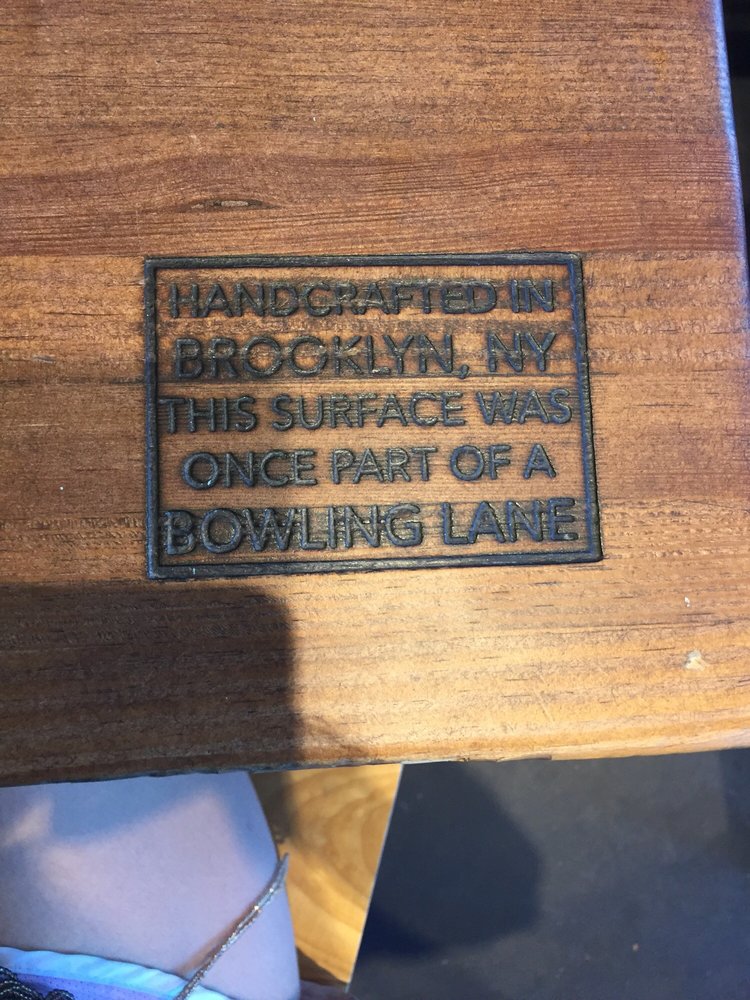 HANDCRAFTED IN
BROOKLYN, NY
THIS SURFACE WAS
ONCE PART OF A
BOWLING LANE